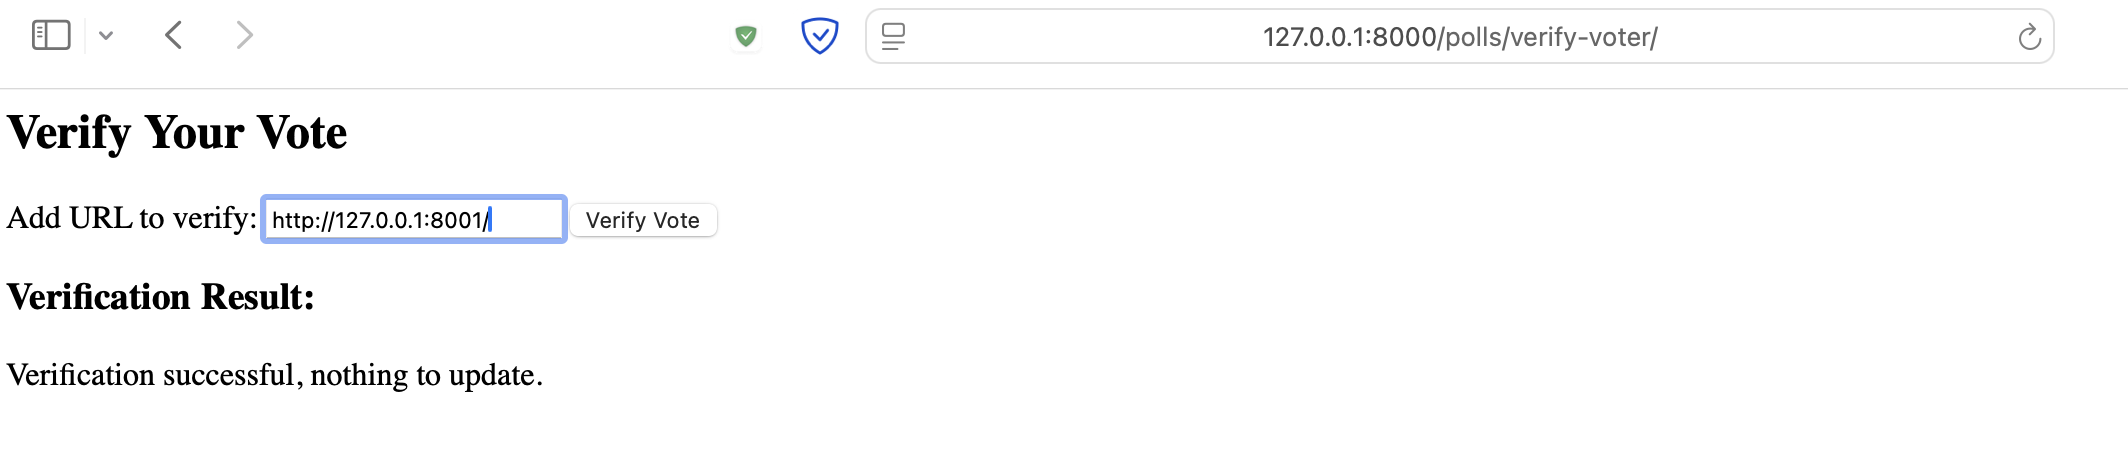 127.0.0.1:8000/polls/verify-voter/
Verify Your Vote
Add URL to verify: http://127.0.0.1:8001/ Verify Vote
Verification Result:
Verification successful, nothing to update.